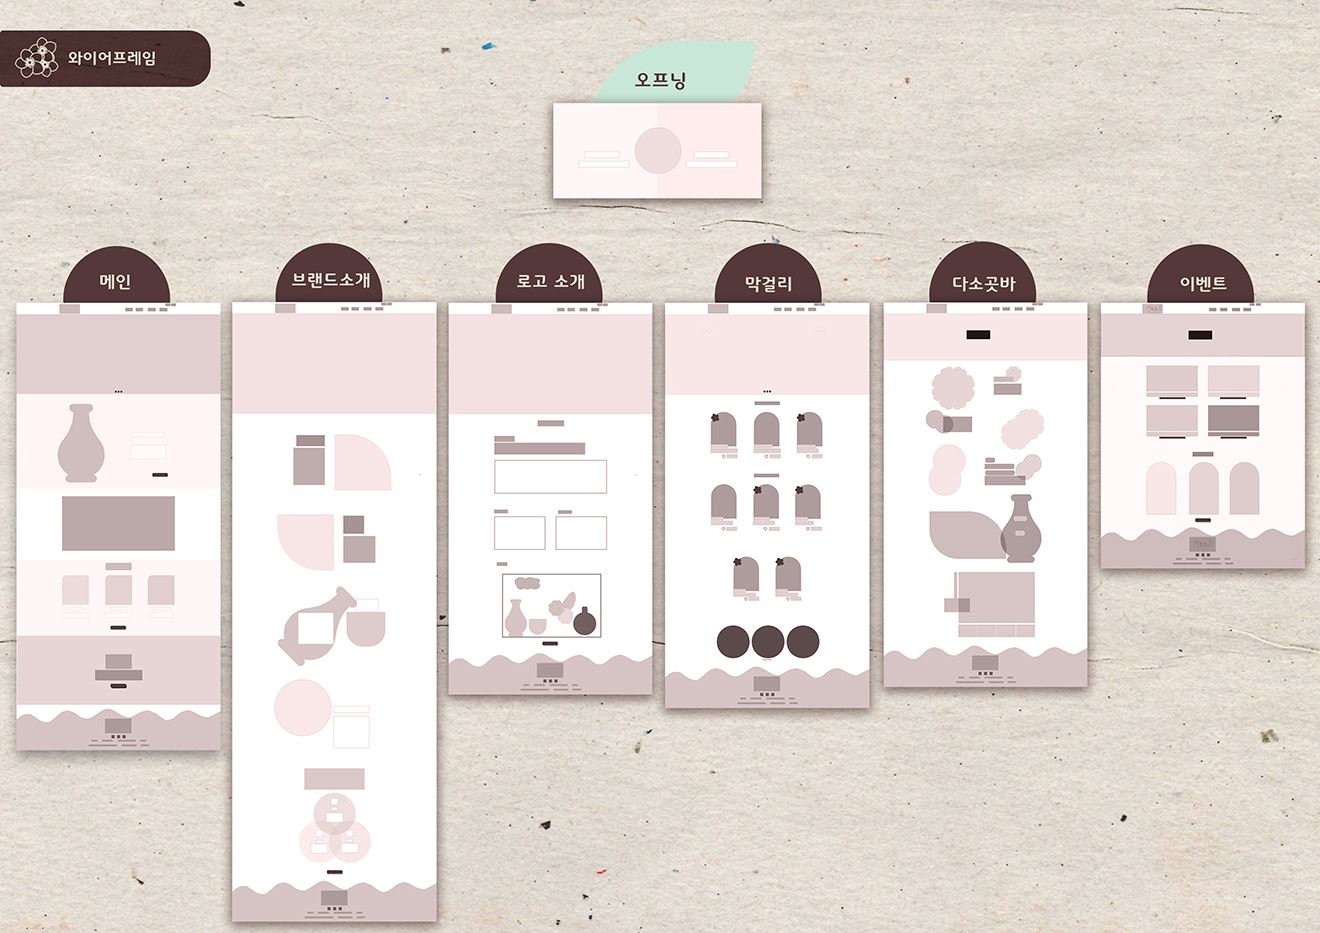 와이어프레임
오프닝
메인
브랜드소개
로고 소개
막걸리
다소곳바
이벤트